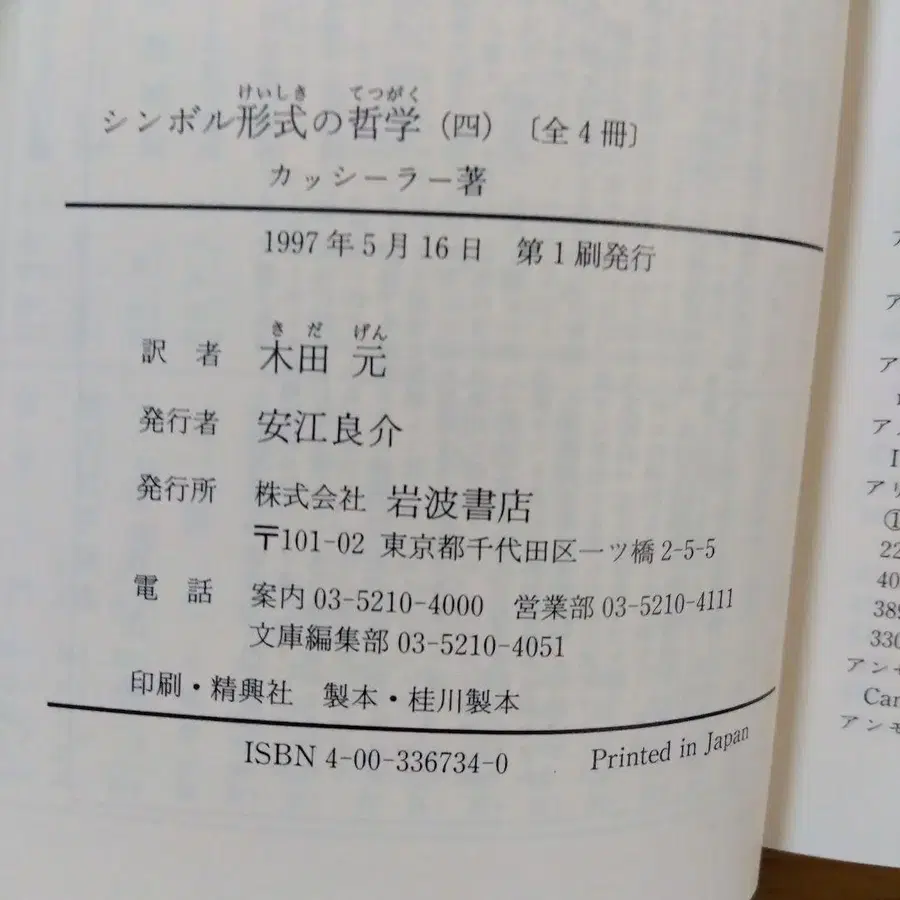 けいしき てつがく
シンボル形式の哲学（四）〔全4冊〕
カッシーラー著
1997年5月16日 第1刷発行
きだ げん
訳者 木田 元
発行者 安江良介
発行所 株式会社 岩波書店
〒101-02 東京都千代田区一ツ橋2-5-5
電話 案内 03-5210-4000 営業部 03-5210-4111
文庫編集部 03-5210-4051
印刷・精興社 製本・桂川製本
ISBN 4-00-336734-0 Printed in Japan